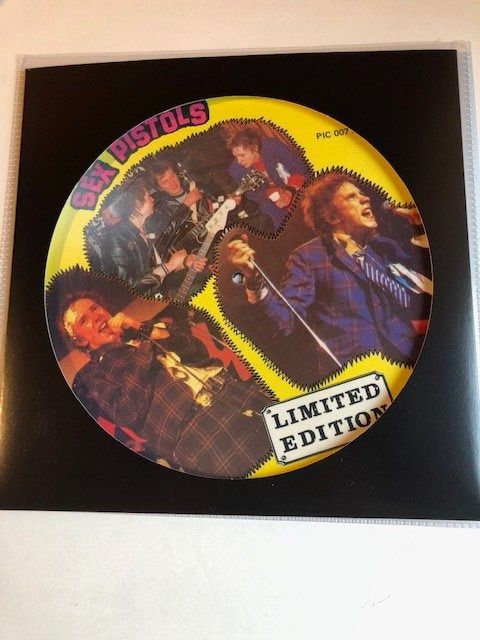 SEX PISTOLS
PIC 007
LIMITED
EDITION